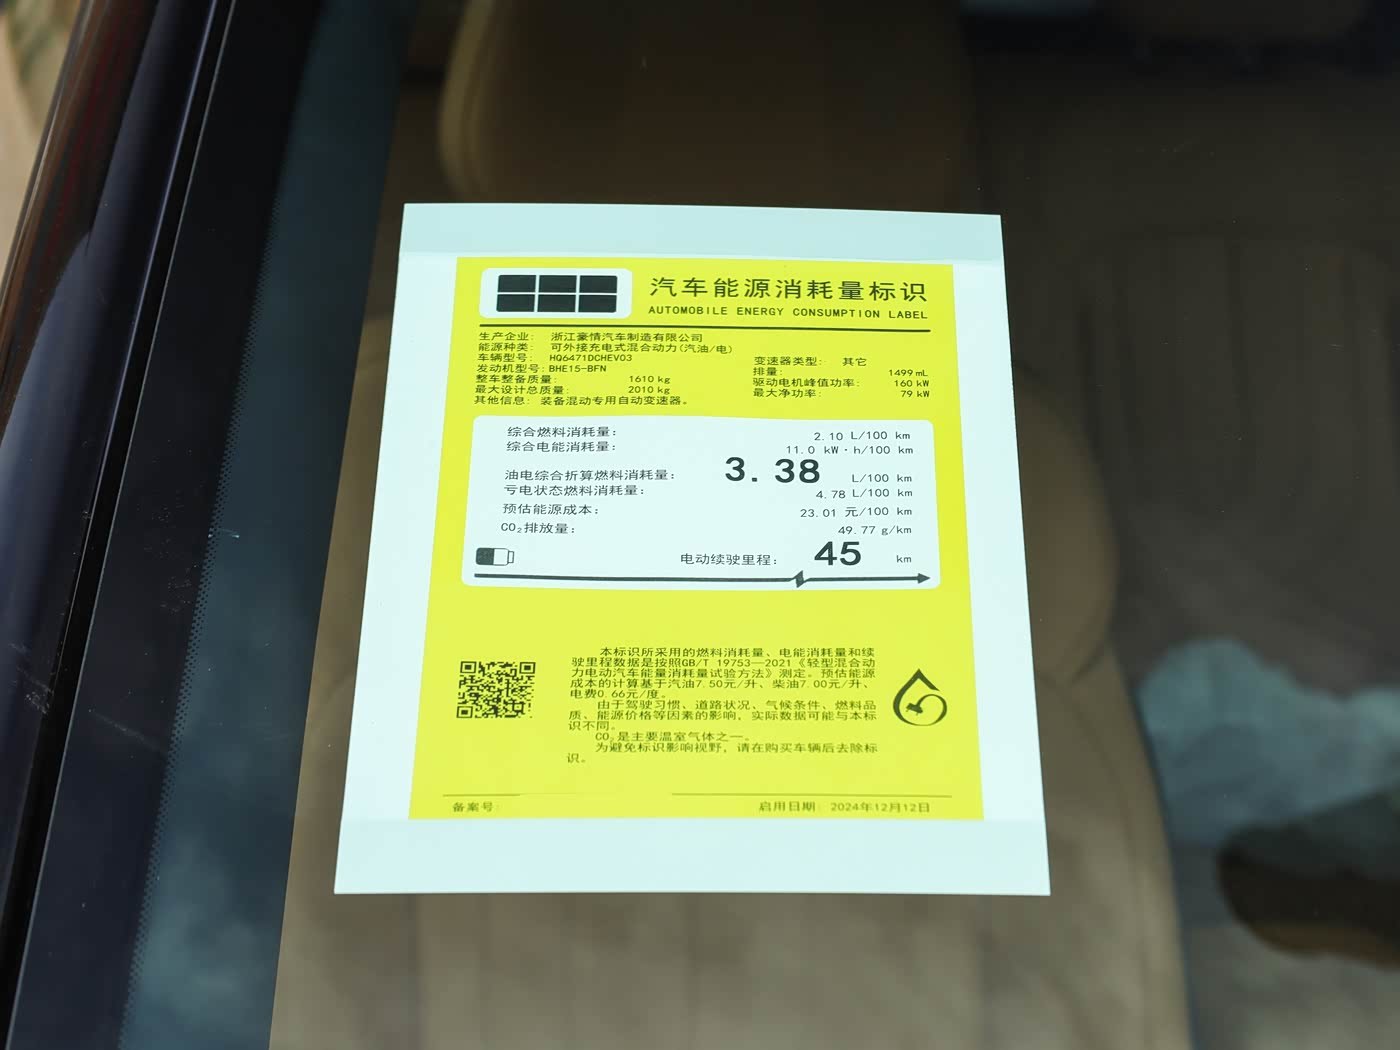 汽车能源消耗量标识
AUTOMOBILE ENERGY CONSUMPTION LABEL
生产企业: 浙江豪情汽车制造有限公司
能源种类: 可外接充电式混合动力(汽油/电)
车辆型号: HQ6471DCHEV03
变速器类型: 其它
发动机型号:BHE15-BFN
排量: 1499 mL
整车整备质量: 1610 kg
驱动电机峰值功率: 160 kW
最大设计总质量: 2010 kg
最大净功率: 79 kW
其他信息: 装备混动专用自动变速器。
综合燃料消耗量: 2.10 L/100 km
综合电能消耗量: 11.0 kW·h/100 km
油电综合折算燃料消耗量: 3.38 L/100 km
亏电状态燃料消耗量: 4.78 L/100 km
预估能源成本: 23.01 元/100 km
CO₂排放量: 49.77 g/km
电动续驶里程: 45 km
本标识所采用的燃料消耗量、电能消耗量和续
驶里程数据是按照GB/T 19753—2021《轻型混合动
力电动汽车能量消耗量试验方法》测定。预估能源
成本的计算基于汽油7.50元/升、柴油7.00元/升、
电费0.66元/度。
由于驾驶习惯、道路状况、气候条件、燃料品
质、能源价格等因素的影响,实际数据可能与本标
识不同。
CO₂是主要温室气体之一。
为避免标识影响视野,请在购买车辆后去除标
识。
备案号:
启用日期: 2024年12月12日